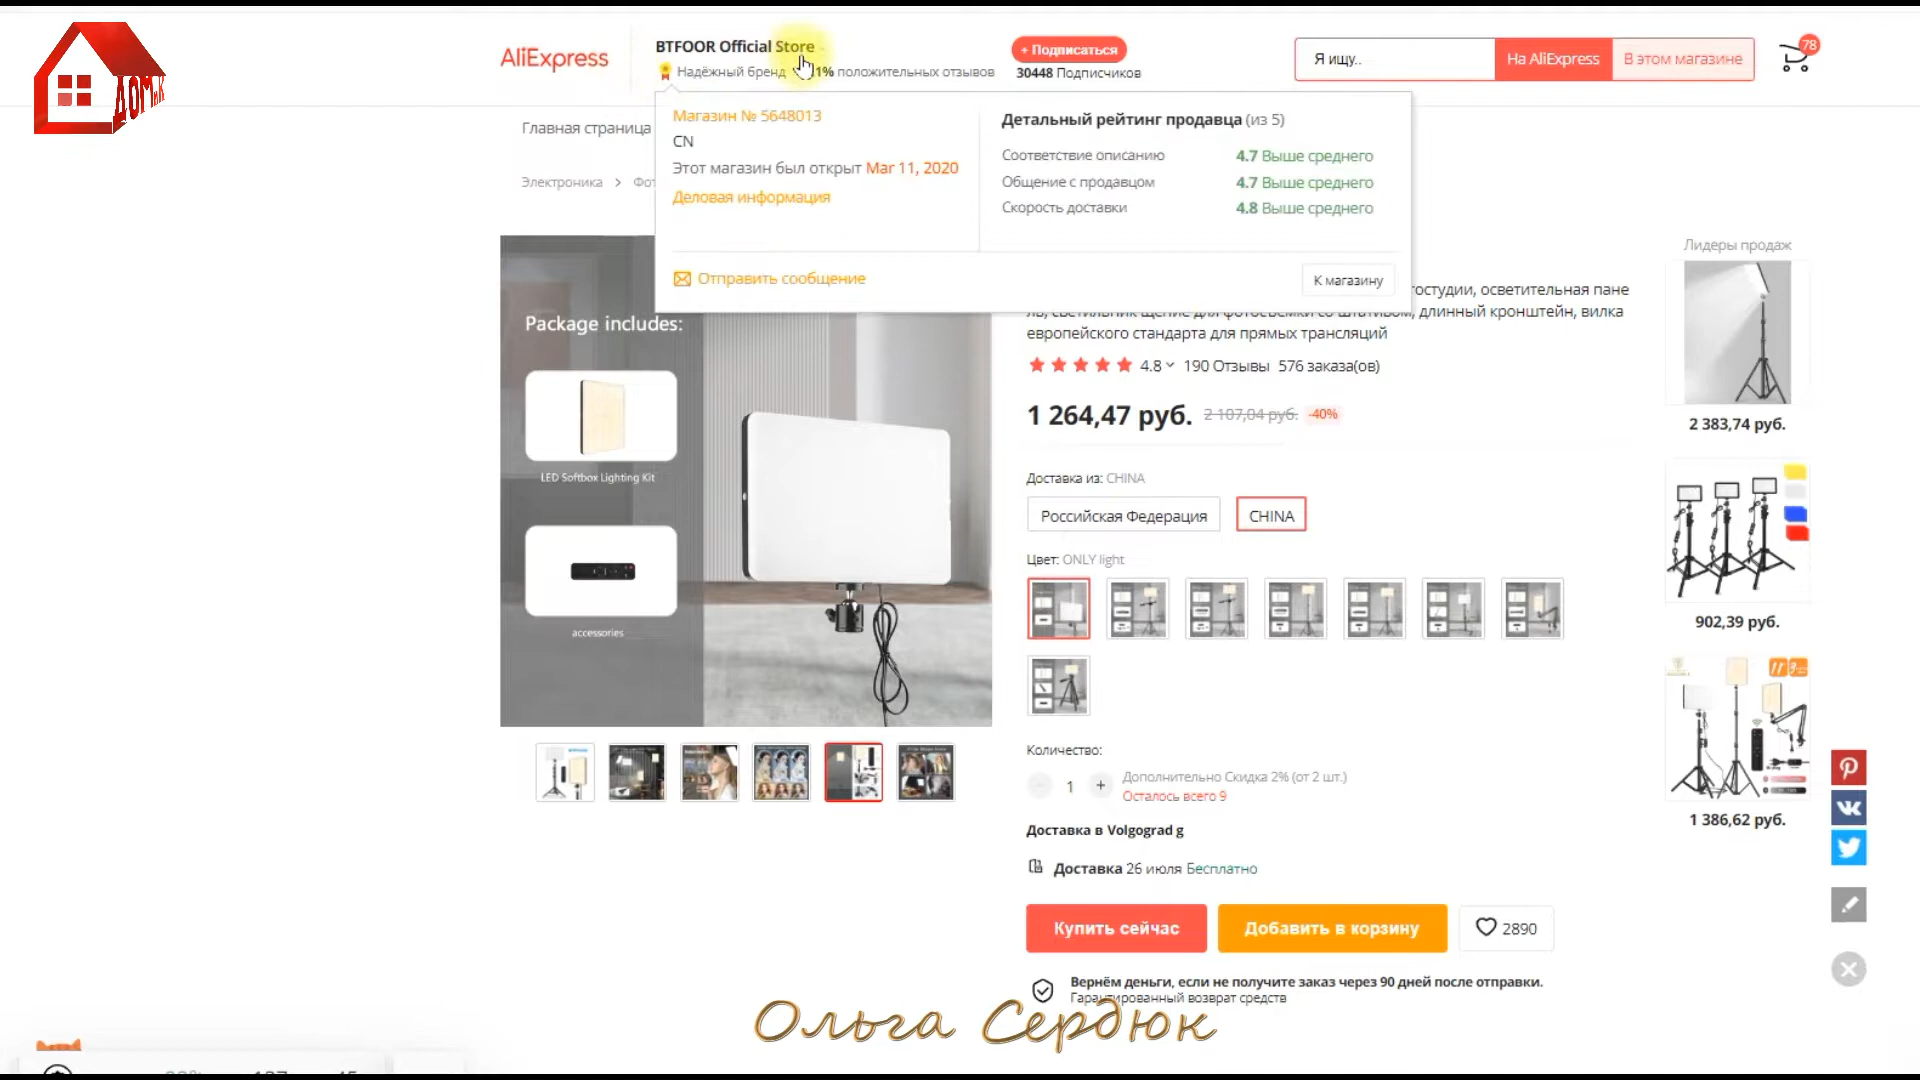 ДОМиК
AliExpress
BTFOOR Official Store
Надёжный бренд
1% положительных отзывов
+ Подписаться
30448 Подписчиков
Я ищу..
На AliExpress
В этом магазине
78
Магазин № 5648013
CN
Этот магазин был открыт Mar 11, 2020
Деловая информация
Детальный рейтинг продавца (из 5)
Соответствие описанию 4.7 Выше среднего
Общение с продавцом 4.7 Выше среднего
Скорость доставки 4.8 Выше среднего
Отправить сообщение
К магазину
Главная страница
Электроника > Фот
Package includes:
LED Softbox Lighting Kit
accessories
тостудии, осветительная пане
длинный кронштейн, вилка
европейского стандарта для прямых трансляций
4.8 190 Отзывы 576 заказа(ов)
1 264,47 руб. 2 107,04 руб. -40%
Доставка из: CHINA
Российская Федерация
CHINA
Цвет: ONLY light
Количество:
1 +
Дополнительно Скидка 2% (от 2 шт.)
Осталось всего 9
Доставка в Volgograd g
Доставка 26 июля Бесплатно
Купить сейчас
Добавить в корзину
2890
Вернём деньги, если не получите заказ через 90 дней после отправки.
Гарантированный возврат средств
Лидеры продаж
2 383,74 руб.
902,39 руб.
1 386,62 руб.
Ольга Сердюк